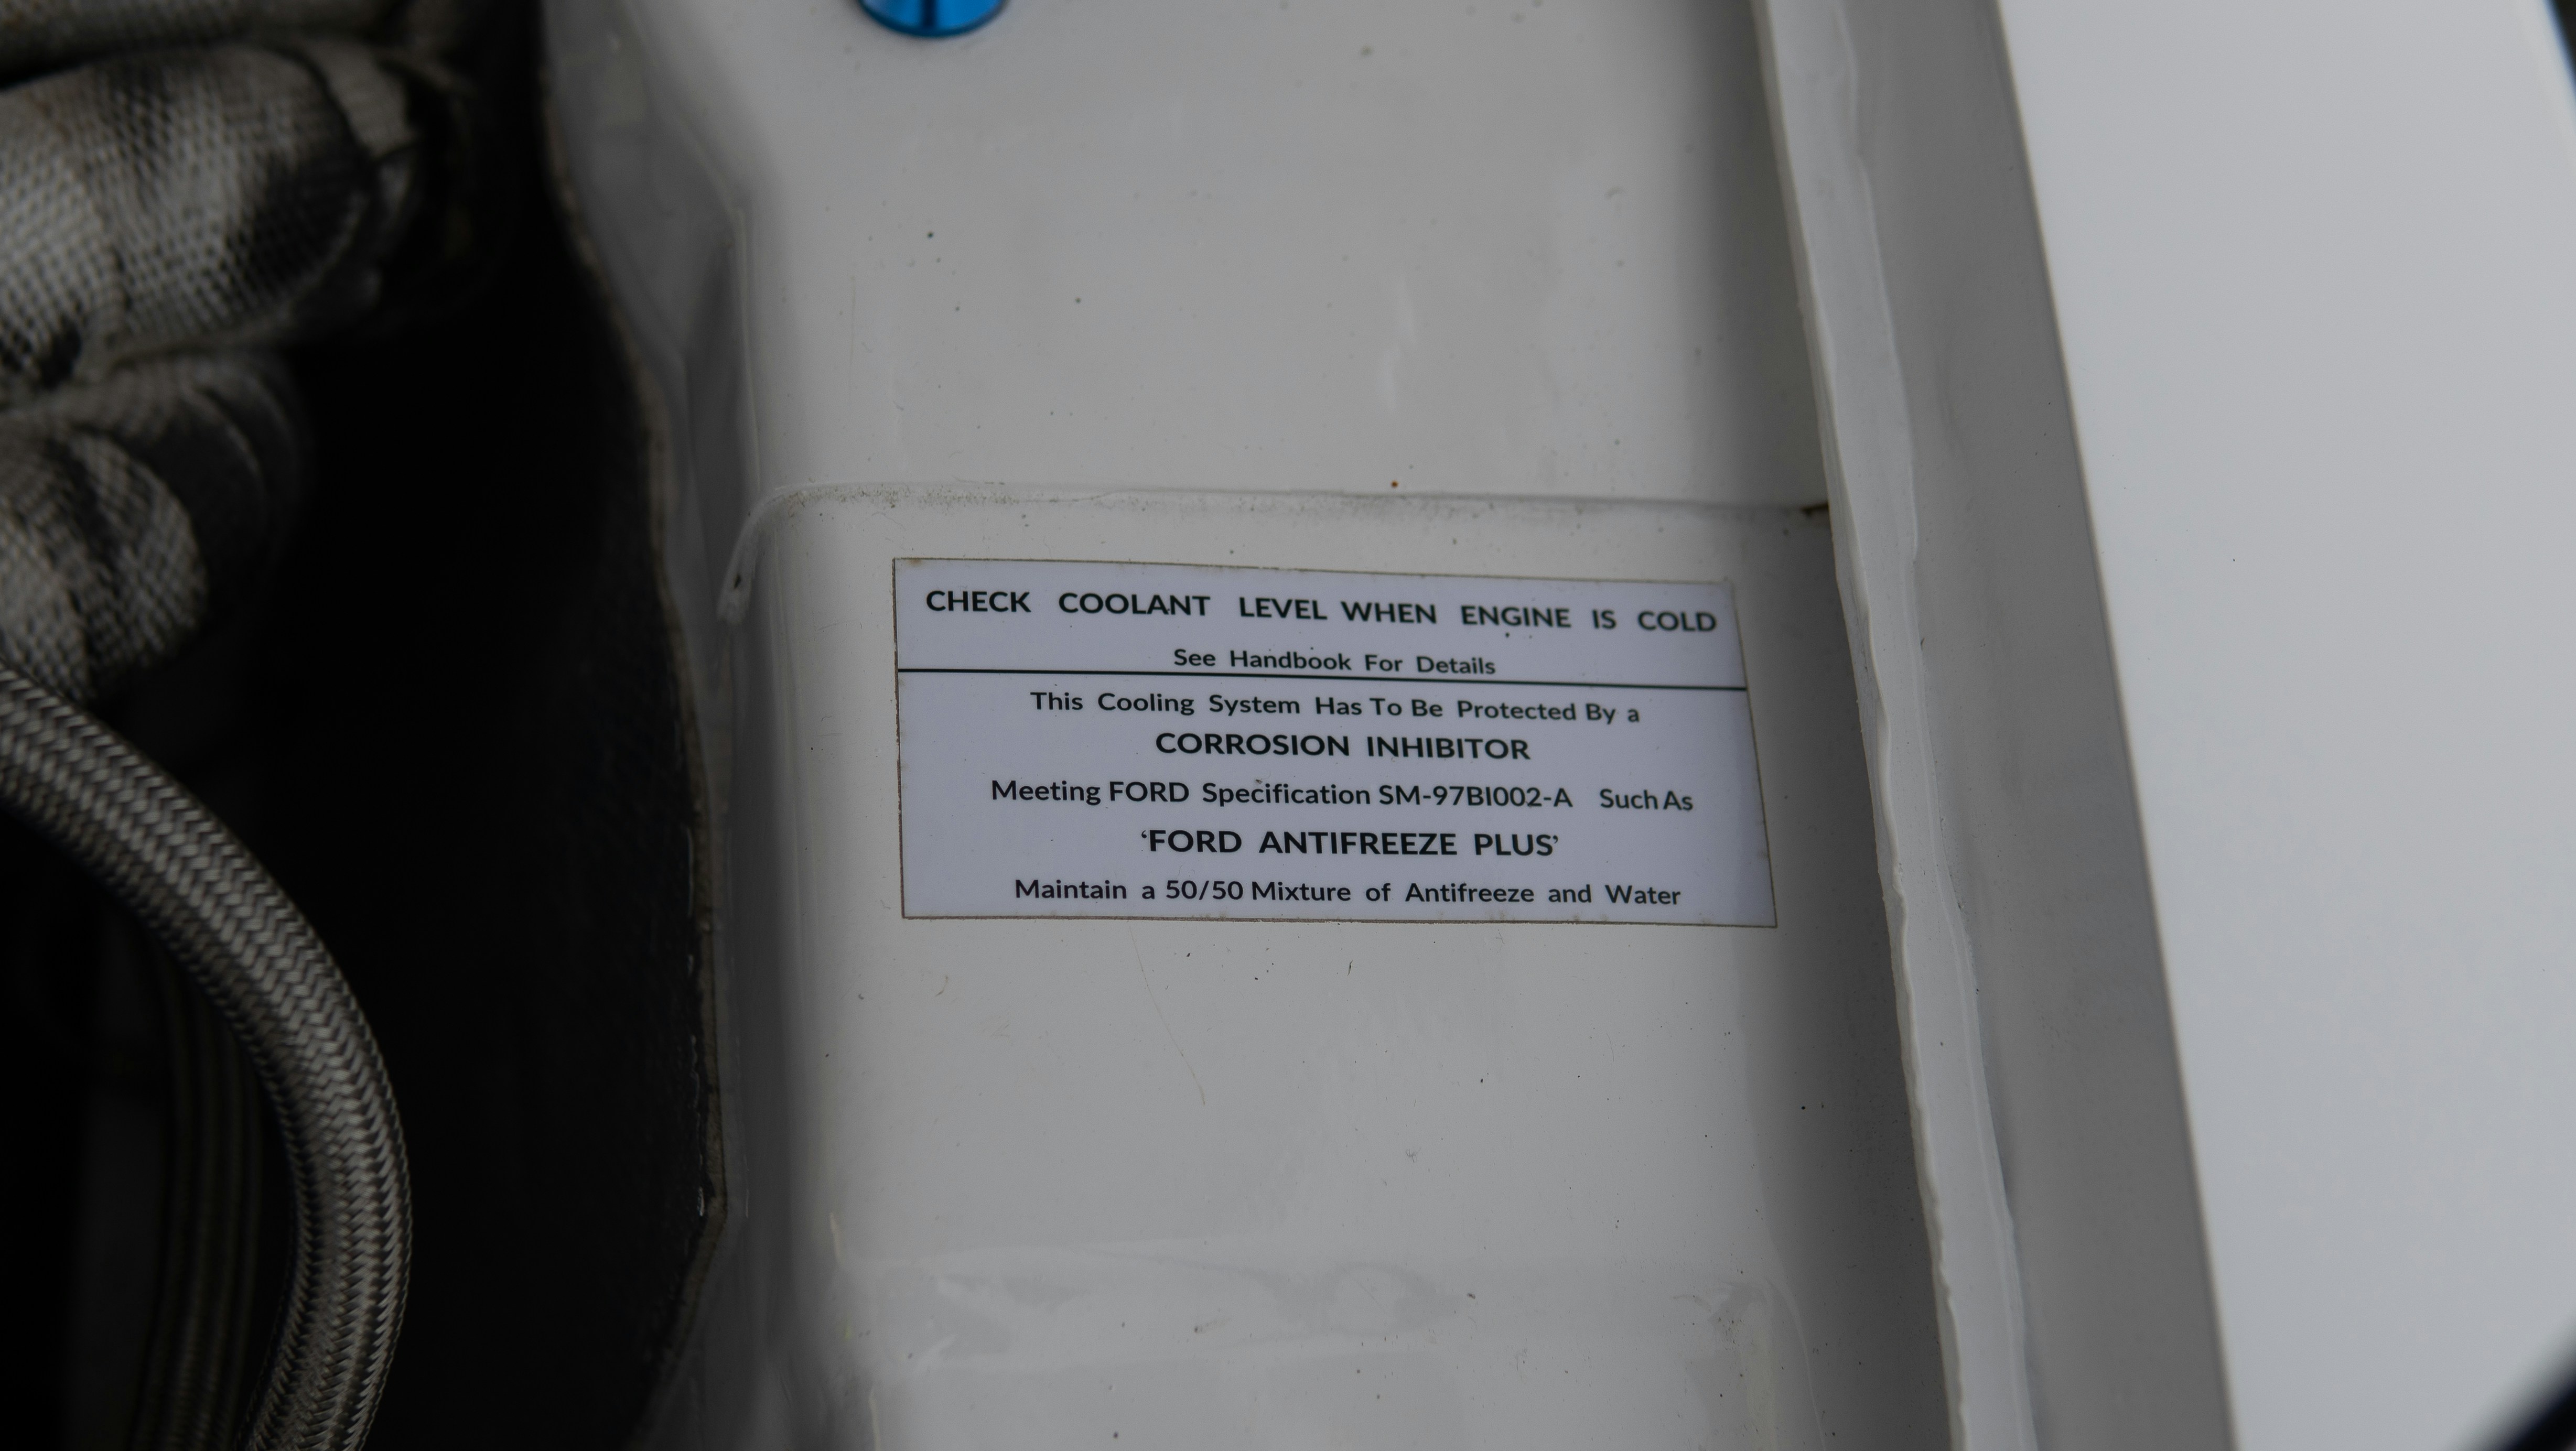 CHECK COOLANT LEVEL WHEN ENGINE IS COLD
See Handbook For Details
This Cooling System Has To Be Protected By a
CORROSION INHIBITOR
Meeting FORD Specification SM-97BI002-A Such As
‘FORD ANTIFREEZE PLUS’
Maintain a 50/50 Mixture of Antifreeze and Water